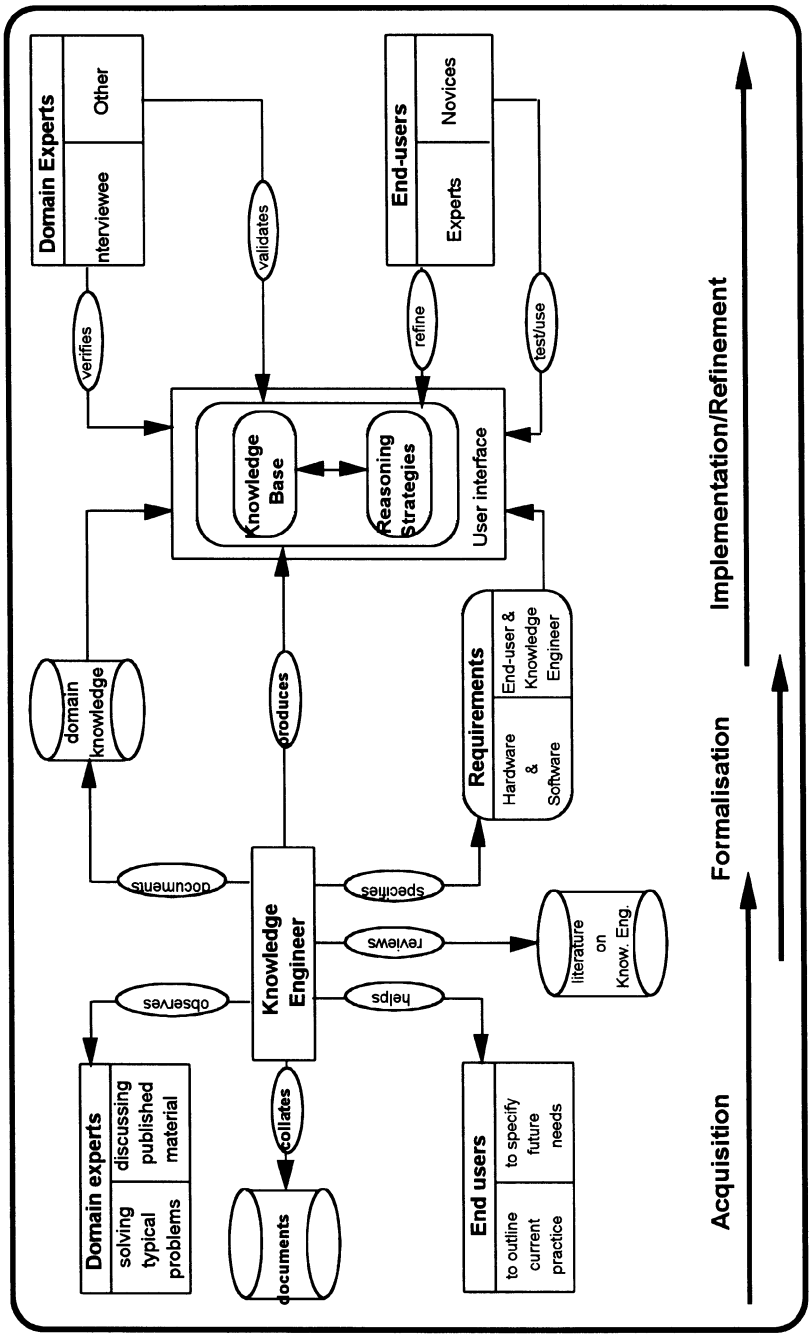 Domain experts
solving
typical
problems
discussing
published
material
observes
documents
domain
knowledge
verifies
Domain Experts
nterviewee
Other
validates
documents
collates
Knowledge
Engineer
produces
Knowledge
Base
Reasoning
Strategies
User interface
refine
End-users
Experts
Novices
test/use
helps
reviews
specifies
End users
to outline
current
practice
to specify
future
needs
literature
on
Know. Eng.
Requirements
Hardware
&
Software
End-user &
Knowledge
Engineer
Acquisition
Formalisation
Implementation/Refinement